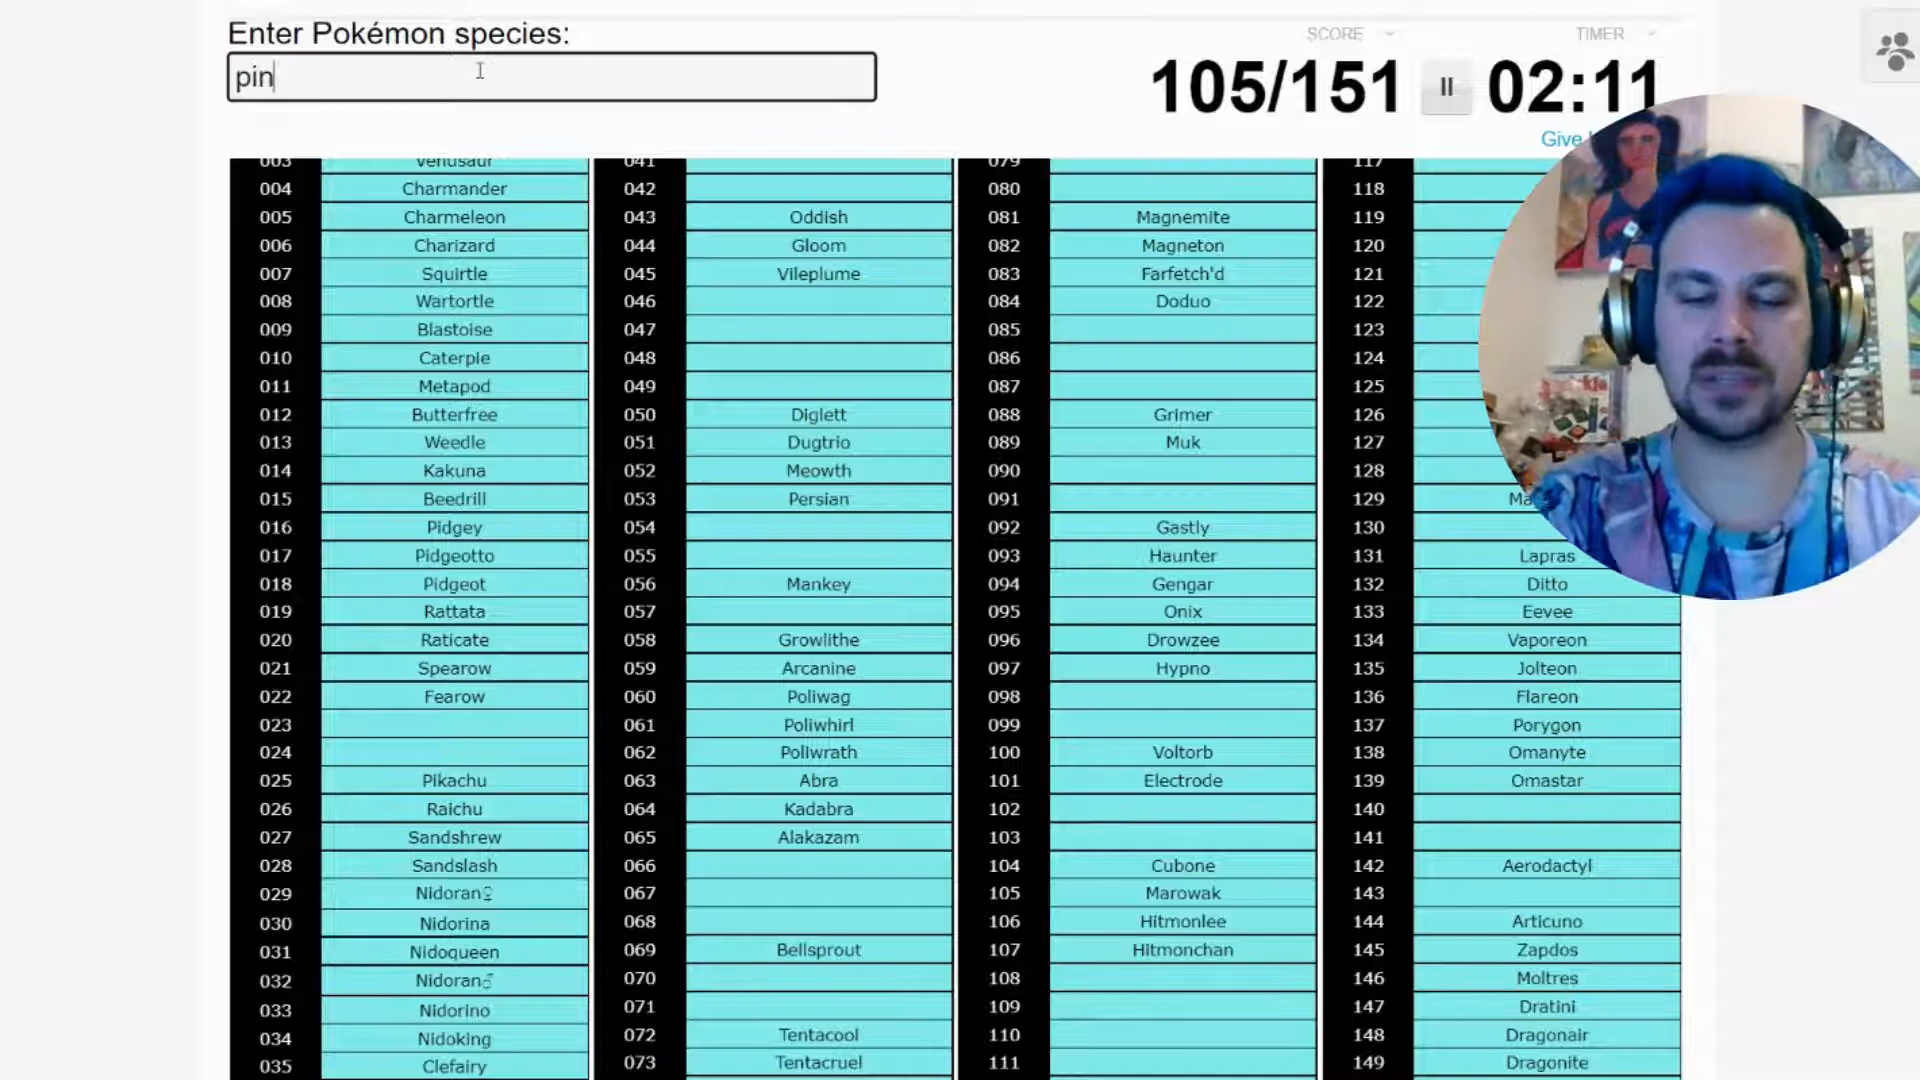 Enter Pokémon species:
SCORE
TIMER
pin
105/151
02:11
Give
003 Venusaur 041 079 117
004 Charmander 042 080 118
005 Charmeleon 043 Oddish 081 Magnemite 119
006 Charizard 044 Gloom 082 Magneton 120
007 Squirtle 045 Vileplume 083 Farfetch'd 121
008 Wartortle 046 084 Doduo 122
009 Blastoise 047 085 123
010 Caterpie 048 086 124
011 Metapod 049 087 125
012 Butterfree 050 Diglett 088 Grimer 126
013 Weedle 051 Dugtrio 089 Muk 127
014 Kakuna 052 Meowth 090 128
015 Beedrill 053 Persian 091 129 Ma
016 Pidgey 054 092 Gastly 130
017 Pidgeotto 055 093 Haunter 131 Lapras
018 Pidgeot 056 Mankey 094 Gengar 132 Ditto
019 Rattata 057 095 Onix 133 Eevee
020 Raticate 058 Growlithe 096 Drowzee 134 Vaporeon
021 Spearow 059 Arcanine 097 Hypno 135 Jolteon
022 Fearow 060 Poliwag 098 136 Flareon
023 061 Poliwhirl 099 137 Porygon
024 062 Poliwrath 100 Voltorb 138 Omanyte
025 Pikachu 063 Abra 101 Electrode 139 Omastar
026 Raichu 064 Kadabra 102 140
027 Sandshrew 065 Alakazam 103 141
028 Sandslash 066 104 Cubone 142 Aerodactyl
029 Nidoran♀ 067 105 Marowak 143
030 Nidorina 068 106 Hitmonlee 144 Articuno
031 Nidoqueen 069 Bellsprout 107 Hitmonchan 145 Zapdos
032 Nidoran♂ 070 108 146 Moltres
033 Nidorino 071 109 147 Dratini
034 Nidoking 072 Tentacool 110 148 Dragonair
035 Clefairy 073 Tentacruel 111 149 Dragonite